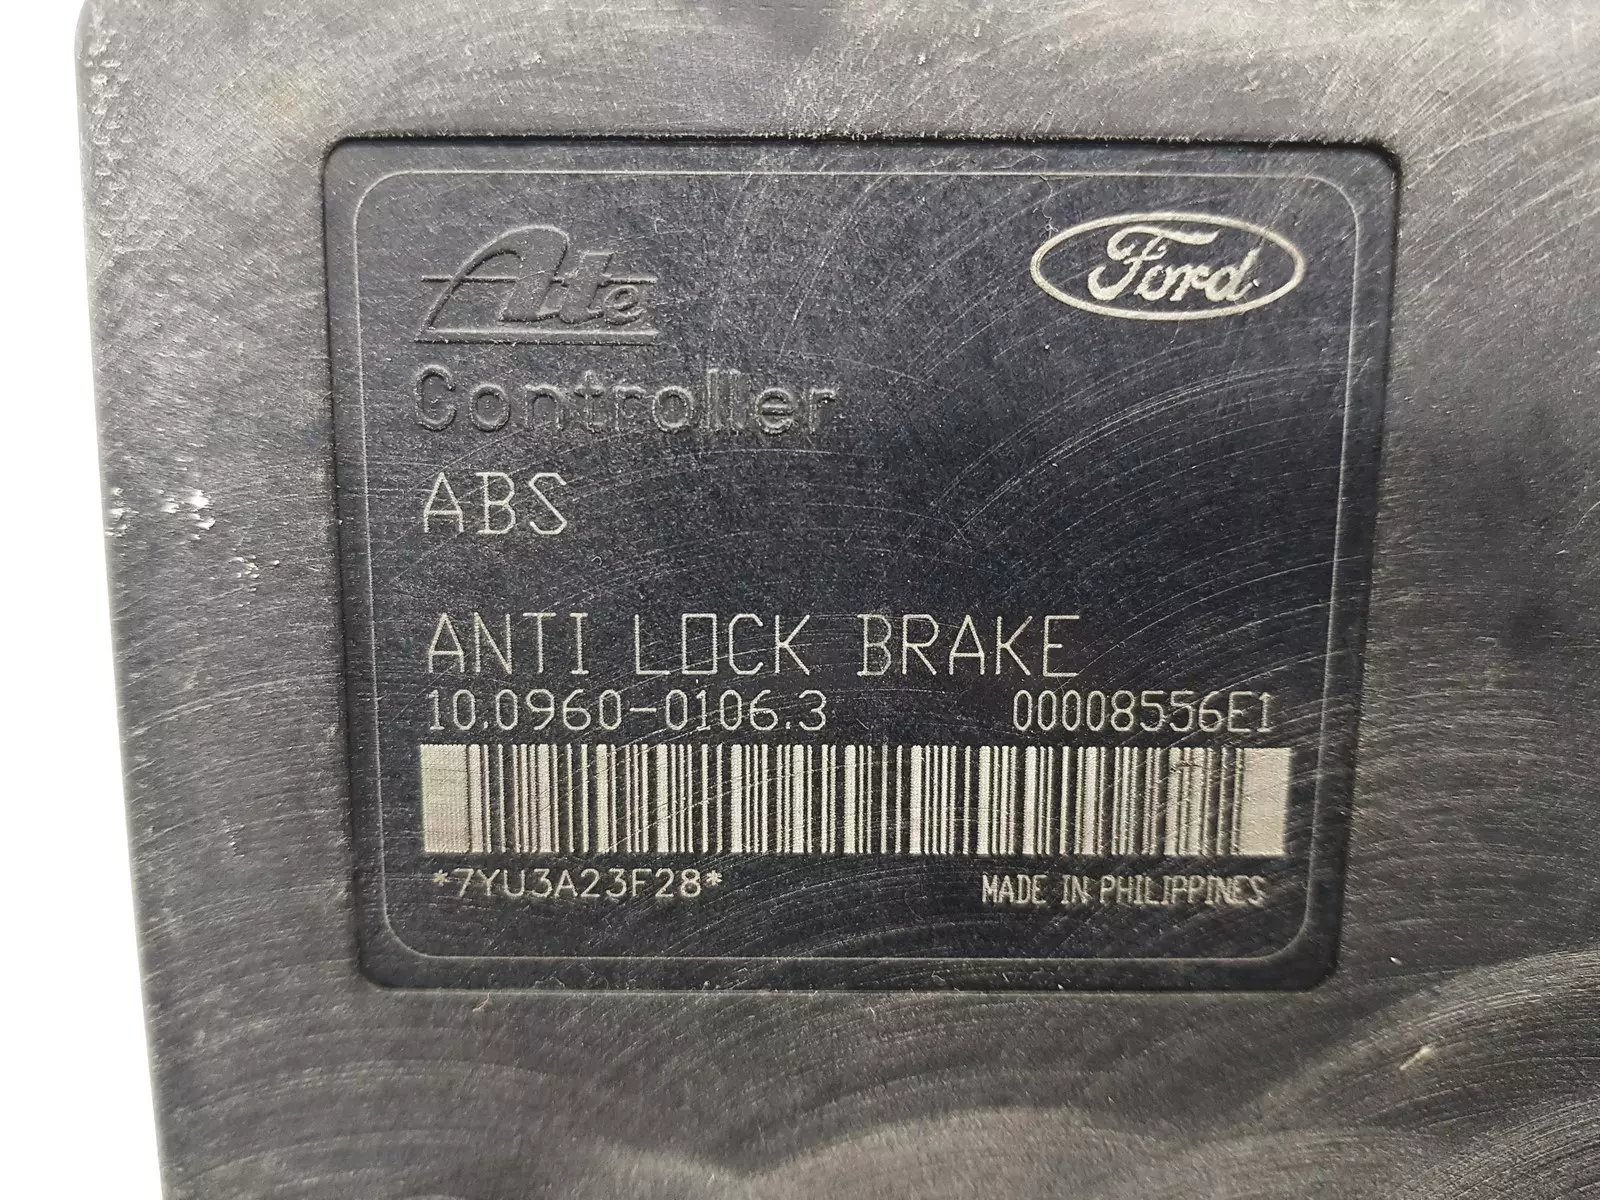 Ate
Ford
Controller
ABS
ANTI LOCK BRAKE
10.0960-0106.3 00008556E1
*7YU3A23F28*
MADE IN PHILIPPINES